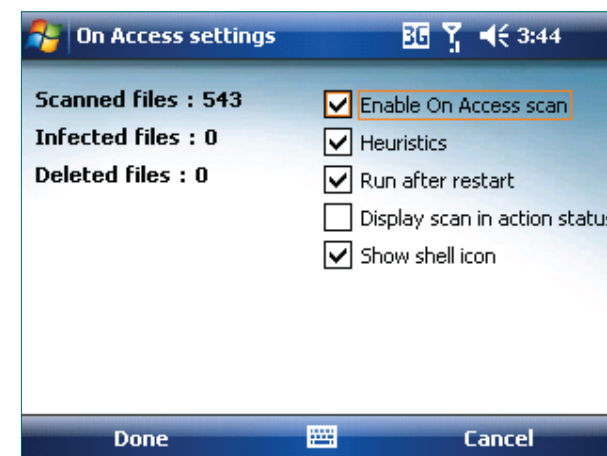 On Access settings 3G 3:44
Scanned files : 543
Infected files : 0
Deleted files : 0
Enable On Access scan
Heuristics
Run after restart
Display scan in action statu
Show shell icon
Done Cancel